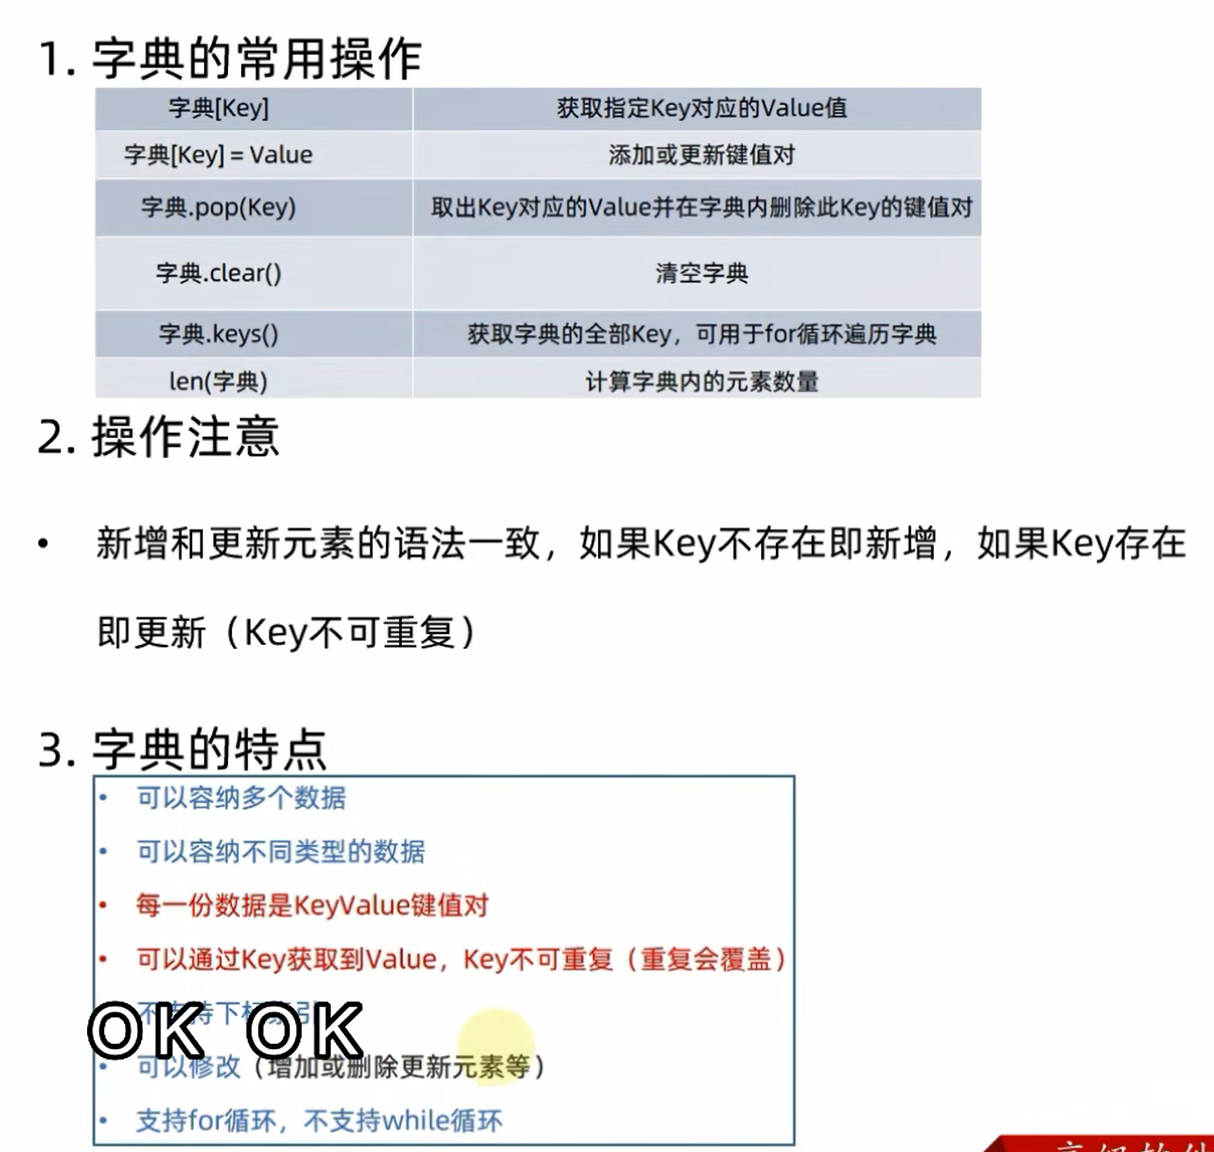 1. 字典的常用操作
字典[Key] 获取指定Key对应的Value值
字典[Key] = Value 添加或更新键值对
字典.pop(Key) 取出Key对应的Value并在字典内删除此Key的键值对
字典.clear() 清空字典
字典.keys() 获取字典的全部Key，可用于for循环遍历字典
len(字典) 计算字典内的元素数量
2. 操作注意
• 新增和更新元素的语法一致，如果Key不存在即新增，如果Key存在
即更新（Key不可重复）
3. 字典的特点
• 可以容纳多个数据
• 可以容纳不同类型的数据
• 每一份数据是KeyValue键值对
• 可以通过Key获取到Value，Key不可重复（重复会覆盖）
不支持下标索引
OK OK
• 可以修改（增加或删除更新元素等）
• 支持for循环，不支持while循环